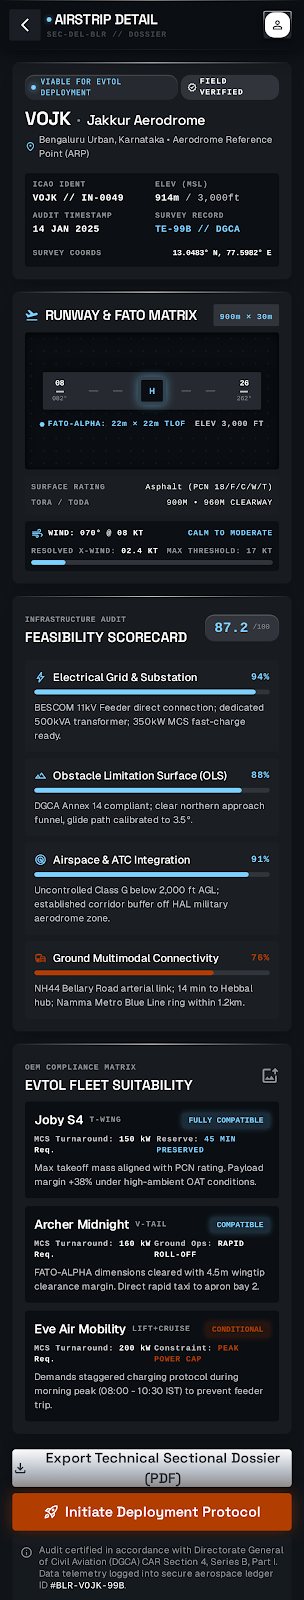 AIRSTRIP DETAIL
SEC-DEL-BLR // DOSSIER
VIABLE FOR EVTOL
DEPLOYMENT
FIELD
VERIFIED
VOJK · Jakkur Aerodrome
Bengaluru Urban, Karnataka • Aerodrome Reference
Point (ARP)
ICAO IDENT
VOJK // IN-0049
ELEV (MSL)
914m / 3,000ft
AUDIT TIMESTAMP
14 JAN 2025
SURVEY RECORD
TE-99B // DGCA
SURVEY COORDS 13.0483° N, 77.5982° E
RUNWAY & FATO MATRIX 900m × 30m
08
082°
H
26
262°
FATO-ALPHA: 22m × 22m TLOF ELEV 3,000 FT
SURFACE RATING Asphalt (PCN 18/F/C/W/T)
TORA / TODA 900M • 960M CLEARWAY
WIND: 070° @ 08 KT CALM TO MODERATE
RESOLVED X-WIND: 02.4 KT MAX THRESHOLD: 17 KT
INFRASTRUCTURE AUDIT
FEASIBILITY SCORECARD
87.2 /100
Electrical Grid & Substation 94%
BESCOM 11kV Feeder direct connection; dedicated
500kVA transformer; 350kW MCS fast-charge
ready.
Obstacle Limitation Surface (OLS) 88%
DGCA Annex 14 compliant; clear northern approach
funnel, glide path calibrated to 3.5°.
Airspace & ATC Integration 91%
Uncontrolled Class G below 2,000 ft AGL;
established corridor buffer off HAL military
aerodrome zone.
Ground Multimodal Connectivity 76%
NH44 Bellary Road arterial link; 14 min to Hebbal
hub; Namma Metro Blue Line ring within 1.2km.
OEM COMPLIANCE MATRIX
EVTOL FLEET SUITABILITY
Joby S4 T-WING FULLY COMPATIBLE
MCS Turnaround: 150 kW
Req.
Reserve: 45 MIN
PRESERVED
Max takeoff mass aligned with PCN rating. Payload
margin +38% under high-ambient OAT conditions.
Archer Midnight V-TAIL COMPATIBLE
MCS Turnaround: 160 kW
Req.
Ground Ops: RAPID
ROLL-OFF
FATO-ALPHA dimensions cleared with 4.5m wingtip
clearance margin. Direct rapid taxi to apron bay 2.
Eve Air Mobility LIFT+CRUISE CONDITIONAL
MCS Turnaround: 200 kW
Req.
Constraint: PEAK
POWER CAP
Demands staggered charging protocol during
morning peak (08:00 - 10:30 IST) to prevent feeder
trip.
Export Technical Sectional Dossier
(PDF)
Initiate Deployment Protocol
Audit certified in accordance with Directorate General
of Civil Aviation (DGCA) CAR Section 4, Series B, Part I.
Data telemetry logged into secure aerospace ledger
ID #BLR-VOJK-99B.